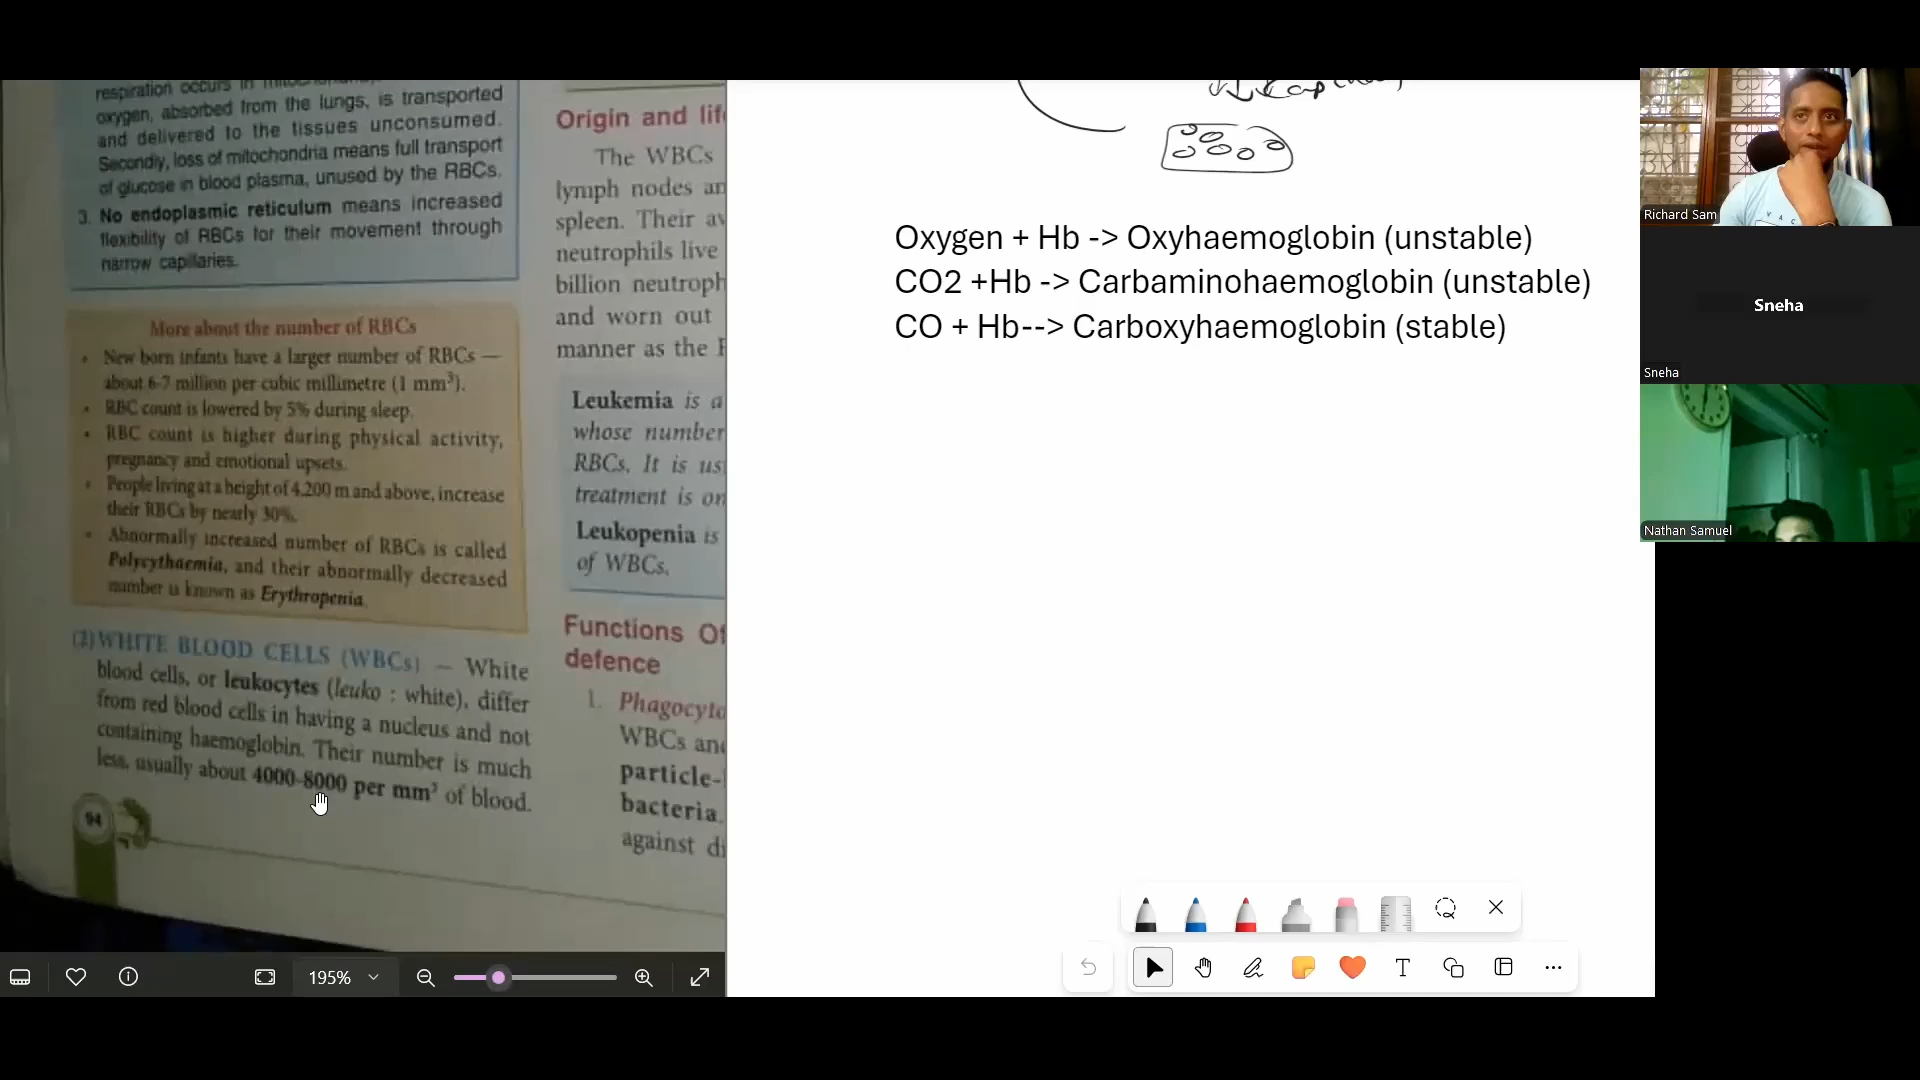 respiration occurs in mitochondria).
oxygen, absorbed from the lungs, is transported
and delivered to the tissues unconsumed.
Secondly, loss of mitochondria means full transport
of glucose in blood plasma, unused by the RBCs.
3. No endoplasmic reticulum means increased
flexibility of RBCs for their movement through
narrow capillaries.
More about the number of RBCs
• New born infants have a larger number of RBCs —
about 6-7 million per cubic millimetre (1 mm³).
• RBC count is lowered by 5% during sleep.
• RBC count is higher during physical activity,
pregnancy and emotional upsets.
• People living at a height of 4,200 m and above, increase
their RBCs by nearly 30%.
• Abnormally increased number of RBCs is called
Polycythaemia, and their abnormally decreased
number is known as Erythropenia.
(2) WHITE BLOOD CELLS (WBCs) — White
blood cells, or leukocytes (leuko : white), differ
from red blood cells in having a nucleus and not
containing haemoglobin. Their number is much
less, usually about 4000-8000 per mm³ of blood.
94
Origin and
The WBCs
lymph nodes
spleen. Their
neutrophils live
billion
and worn out
manner as the
Leukemia is a
whose number
RBCs. It is
treatment is
Leukopenia is
of WBCs.
Functions
defence
1.
WBCs
particle-
bacteria.
against
Oxygen + Hb -> Oxyhaemoglobin (unstable)
CO2 +Hb -> Carbaminohaemoglobin (unstable)
CO + Hb--> Carboxyhaemoglobin (stable)
195%
T
Richard Sam
Sneha
Sneha
Nathan Samuel